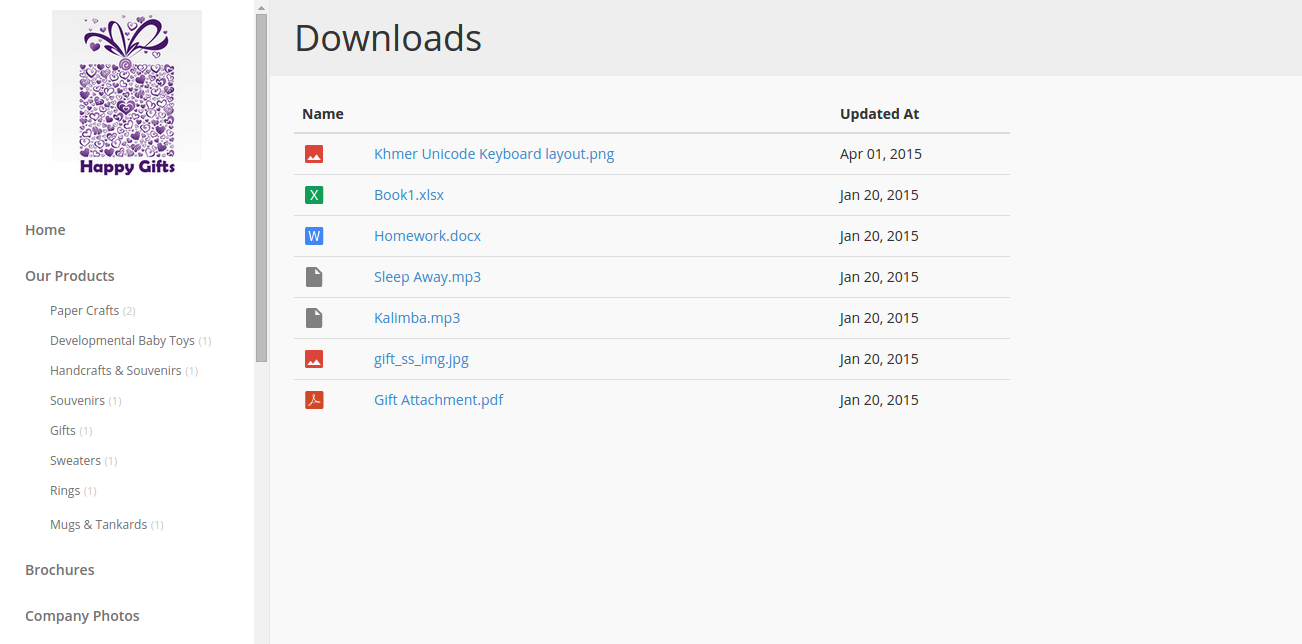 Happy Gifts
Home
Our Products
Paper Crafts (2)
Developmental Baby Toys (1)
Handcrafts & Souvenirs (1)
Souvenirs (1)
Gifts (1)
Sweaters (1)
Rings (1)
Mugs & Tankards (1)
Brochures
Company Photos
Downloads
Name Updated At
Khmer Unicode Keyboard layout.png Apr 01, 2015
X Book1.xlsx Jan 20, 2015
W Homework.docx Jan 20, 2015
Sleep Away.mp3 Jan 20, 2015
Kalimba.mp3 Jan 20, 2015
gift_ss_img.jpg Jan 20, 2015
Gift Attachment.pdf Jan 20, 2015